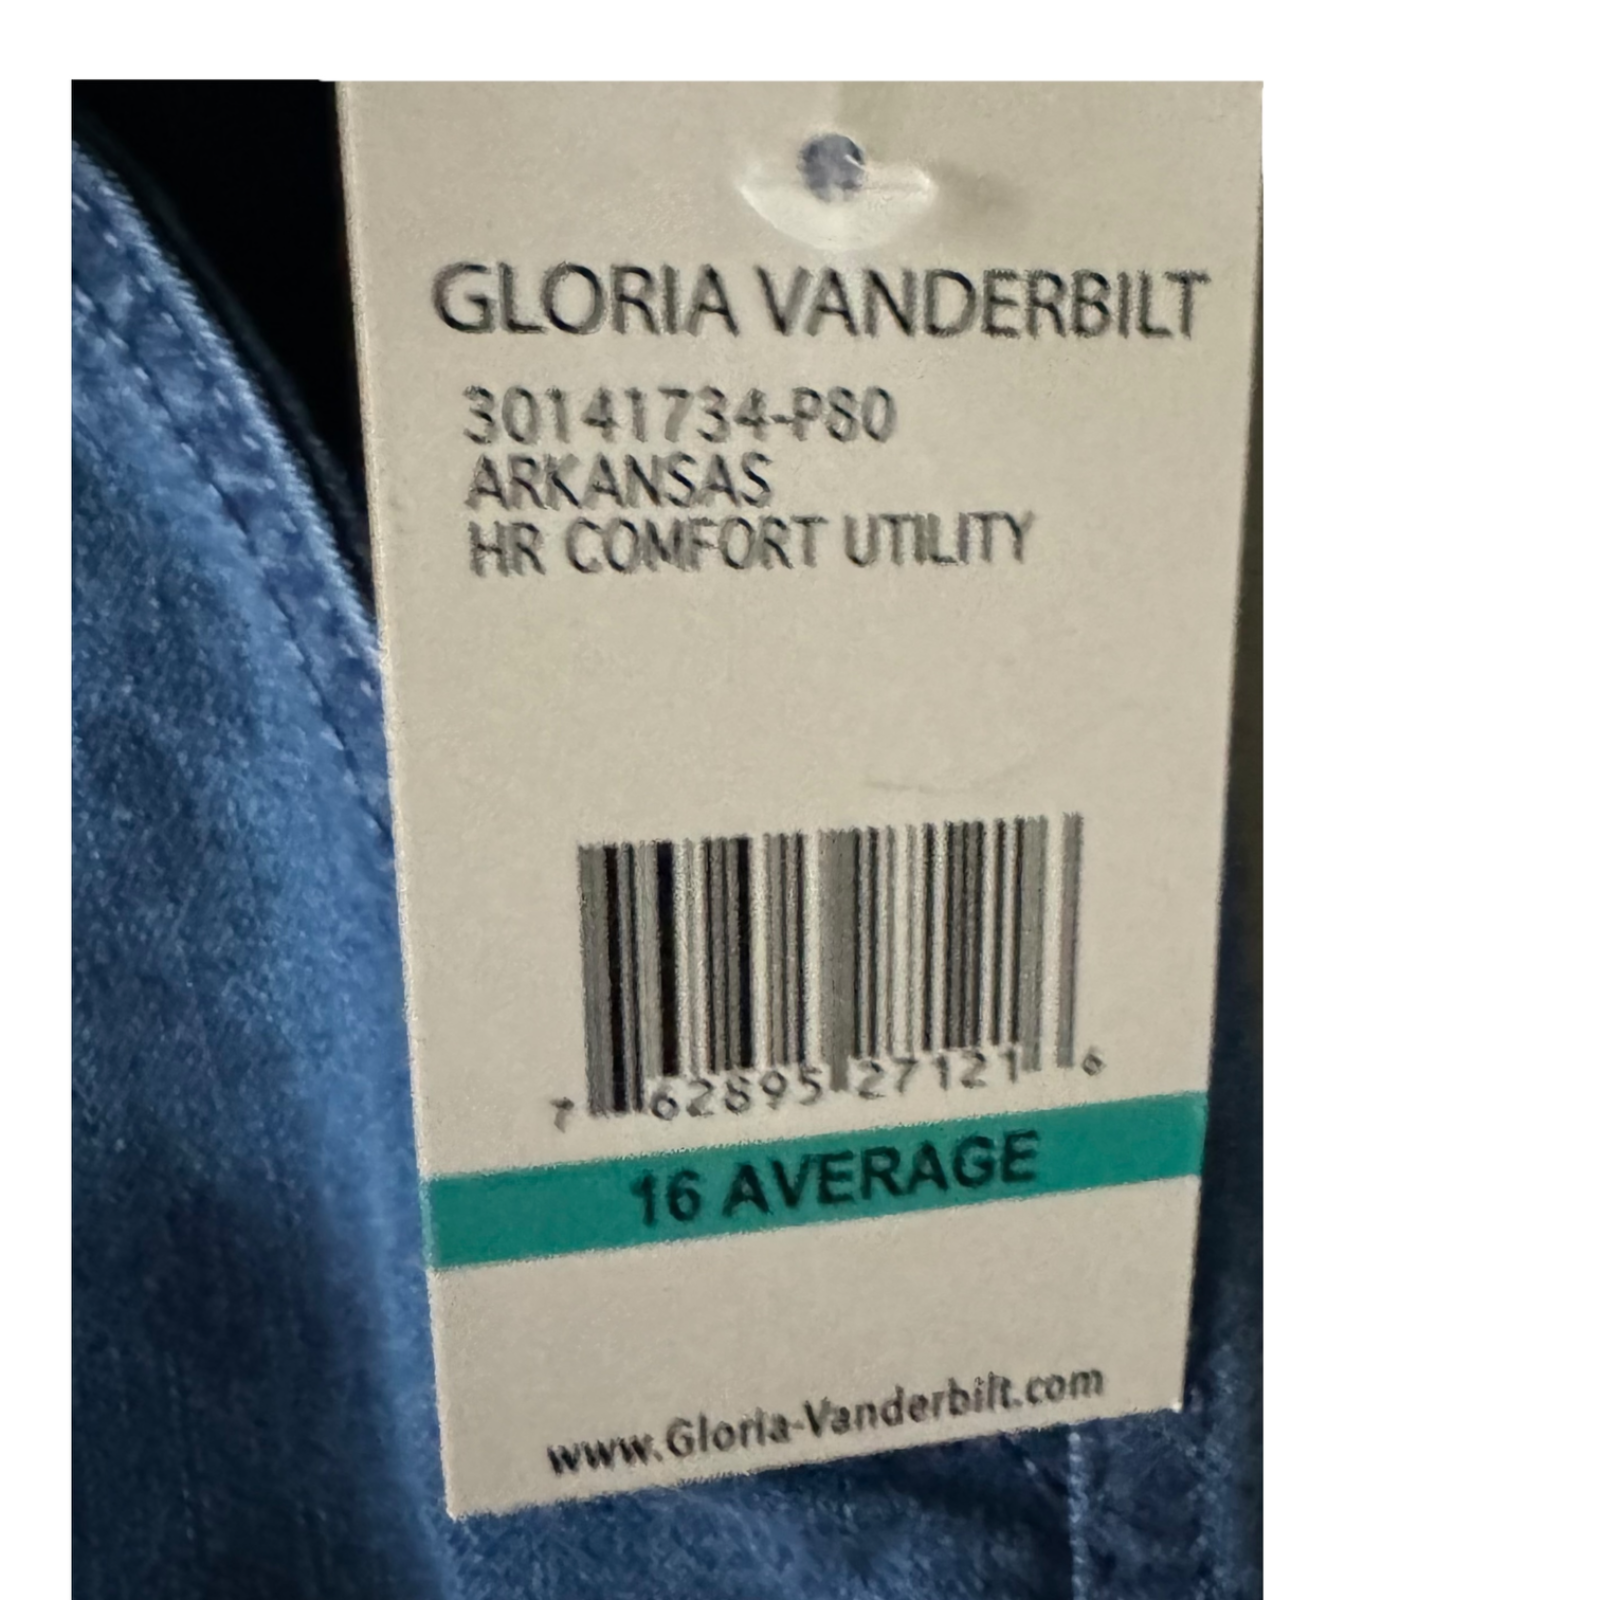 GLORIA VANDERBILT
30141734-P80
ARKANSAS
HR COMFORT UTILITY
7 62895 27121 6
16 AVERAGE
www.Gloria-Vanderbilt.com